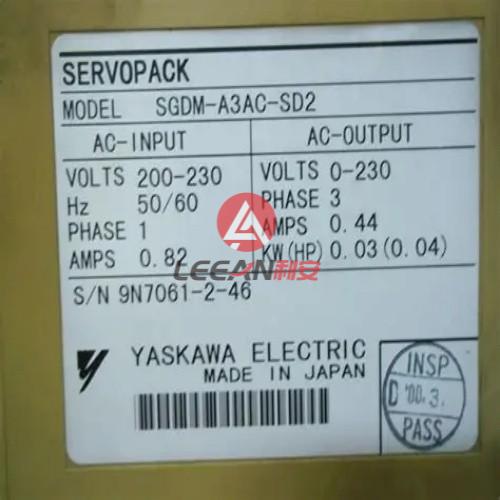 SERVOPACK
MODEL SGDM-A3AC-SD2
AC-INPUT AC-OUTPUT
VOLTS 200-230 VOLTS 0-230
Hz 50/60 PHASE 3
PHASE 1 AMPS 0.44
AMPS 0.82 KW(HP) 0.03(0.04)
LEEAN利安
S/N 9N7061-2-46
YASKAWA ELECTRIC
MADE IN JAPAN
INSP
D '00.3.
PASS